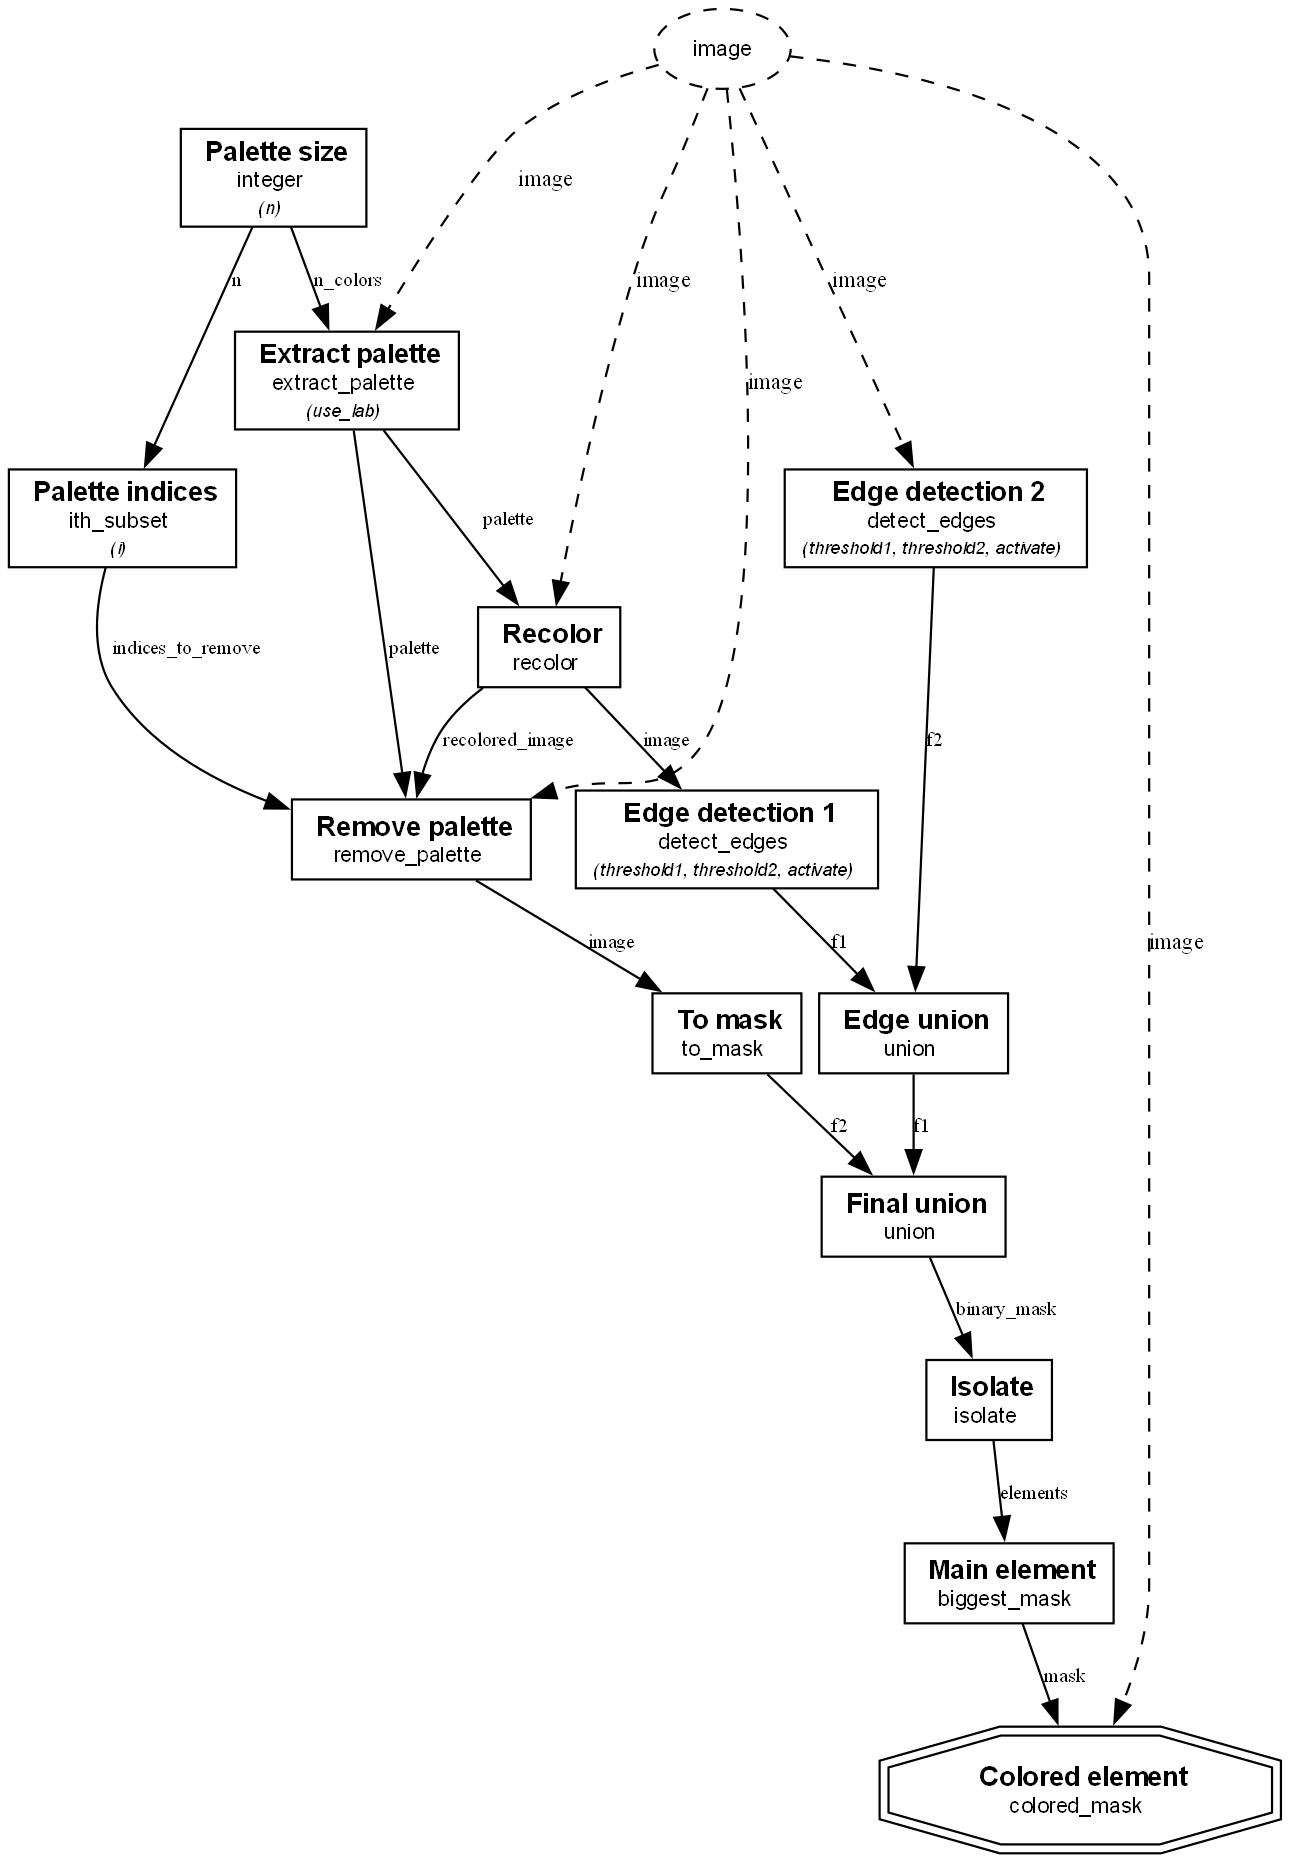 image
Palette size
integer
(n)
image
n
n_colors
image
image
Extract palette
extract_palette
(use_lab)
image
Palette indices
ith_subset
(i)
palette
Edge detection 2
detect_edges
(threshold1, threshold2, activate)
Recolor
recolor
indices_to_remove
palette
recolored_image
image
f2
Remove palette
remove_palette
Edge detection 1
detect_edges
(threshold1, threshold2, activate)
image
f1
image
To mask
to_mask
Edge union
union
f2
f1
Final union
union
binary_mask
Isolate
isolate
elements
Main element
biggest_mask
mask
Colored element
colored_mask